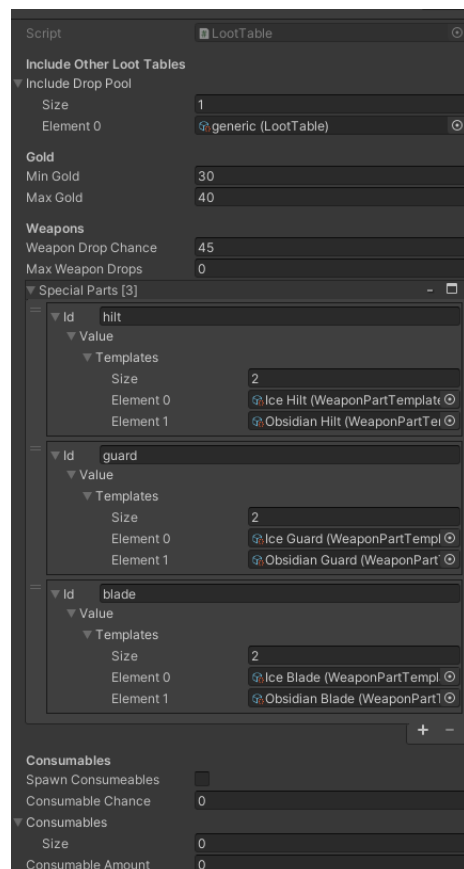 Script LootTable
Include Other Loot Tables
Include Drop Pool
Size 1
Element 0 generic (LootTable)
Gold
Min Gold 30
Max Gold 40
Weapons
Weapon Drop Chance 45
Max Weapon Drops 0
Special Parts [3]
Id hilt
Value
Templates
Size 2
Element 0 Ice Hilt (WeaponPartTemplate
Element 1 Obsidian Hilt (WeaponPartTe
Id guard
Value
Templates
Size 2
Element 0 Ice Guard (WeaponPartTempl
Element 1 Obsidian Guard (WeaponPart
Id blade
Value
Templates
Size 2
Element 0 Ice Blade (WeaponPartTempl
Element 1 Obsidian Blade (WeaponPart
+ -
Consumables
Spawn Consumeables
Consumable Chance 0
Consumables
Size 0
Consumable Amount 0